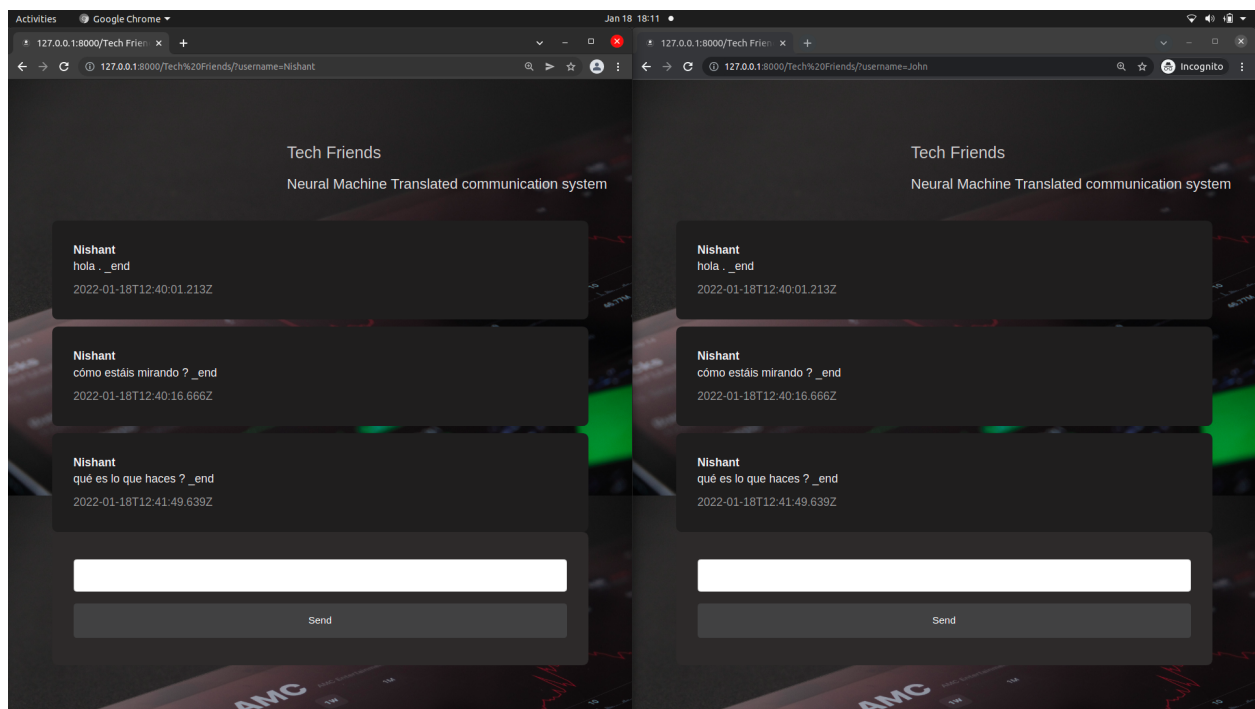 Activities Google Chrome Jan 18 18:11
127.0.0.1:8000/Tech Frien
127.0.0.1:8000/Tech%20Friends/?username=Nishant
Tech Friends
Neural Machine Translated communication system
Nishant
hola . _end
2022-01-18T12:40:01.213Z
Nishant
cómo estáis mirando ? _end
2022-01-18T12:40:16.666Z
Nishant
qué es lo que haces ? _end
2022-01-18T12:41:49.639Z
Send
AMC
1M
1W
127.0.0.1:8000/Tech Frien
127.0.0.1:8000/Tech%20Friends/?username=John
Incognito
Tech Friends
Neural Machine Translated communication system
Nishant
hola . _end
2022-01-18T12:40:01.213Z
Nishant
cómo estáis mirando ? _end
2022-01-18T12:40:16.666Z
Nishant
qué es lo que haces ? _end
2022-01-18T12:41:49.639Z
Send
AMC
1M
1W